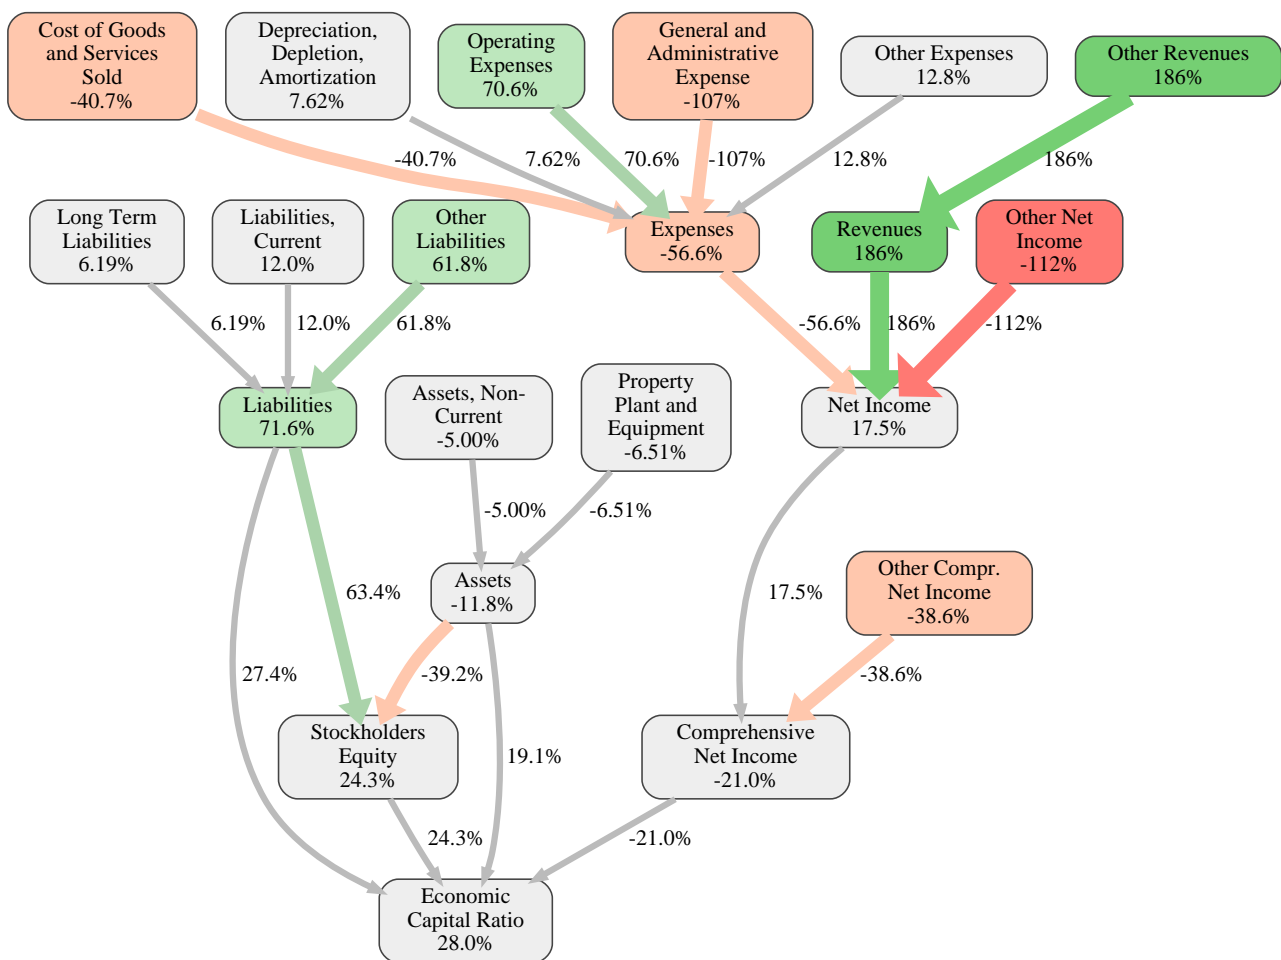 Cost of Goods
and Services
Sold
-40.7%
Depreciation,
Depletion,
Amortization
7.62%
Operating
Expenses
70.6%
General and
Administrative
Expense
-107%
Other Expenses
12.8%
Other Revenues
186%
-40.7%
7.62%
70.6%
-107%
12.8%
186%
Long Term
Liabilities
6.19%
Liabilities,
Current
12.0%
Other
Liabilities
61.8%
Expenses
-56.6%
Revenues
186%
Other Net
Income
-112%
6.19%
12.0%
61.8%
-56.6%
186%
-112%
Liabilities
71.6%
Assets, Non-
Current
-5.00%
Property
Plant and
Equipment
-6.51%
Net Income
17.5%
-5.00%
-6.51%
Assets
-11.8%
63.4%
17.5%
Other Compr.
Net Income
-38.6%
27.4%
-39.2%
-38.6%
Stockholders
Equity
24.3%
19.1%
Comprehensive
Net Income
-21.0%
24.3%
-21.0%
Economic
Capital Ratio
28.0%